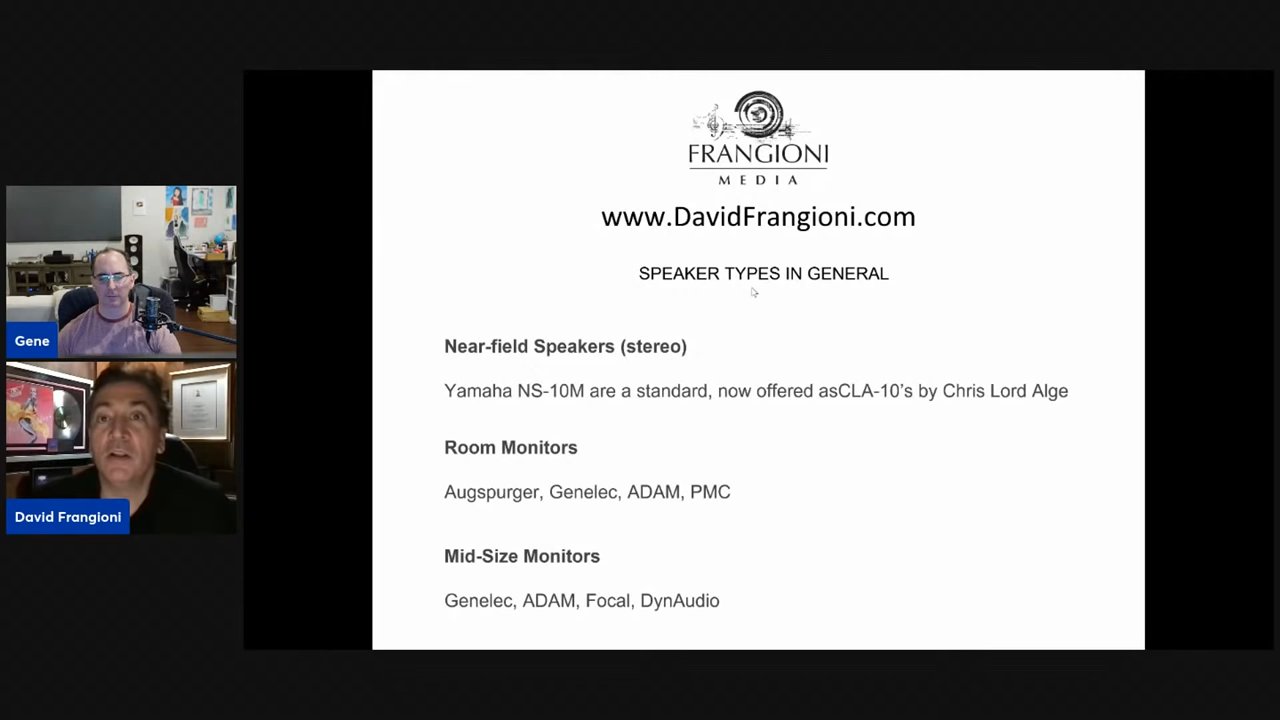 FRANGIONI
MEDIA
www.DavidFrangioni.com
SPEAKER TYPES IN GENERAL
Near-field Speakers (stereo)
Yamaha NS-10M are a standard, now offered asCLA-10’s by Chris Lord Alge
Room Monitors
Augspurger, Genelec, ADAM, PMC
Mid-Size Monitors
Genelec, ADAM, Focal, DynAudio
Gene
David Frangioni